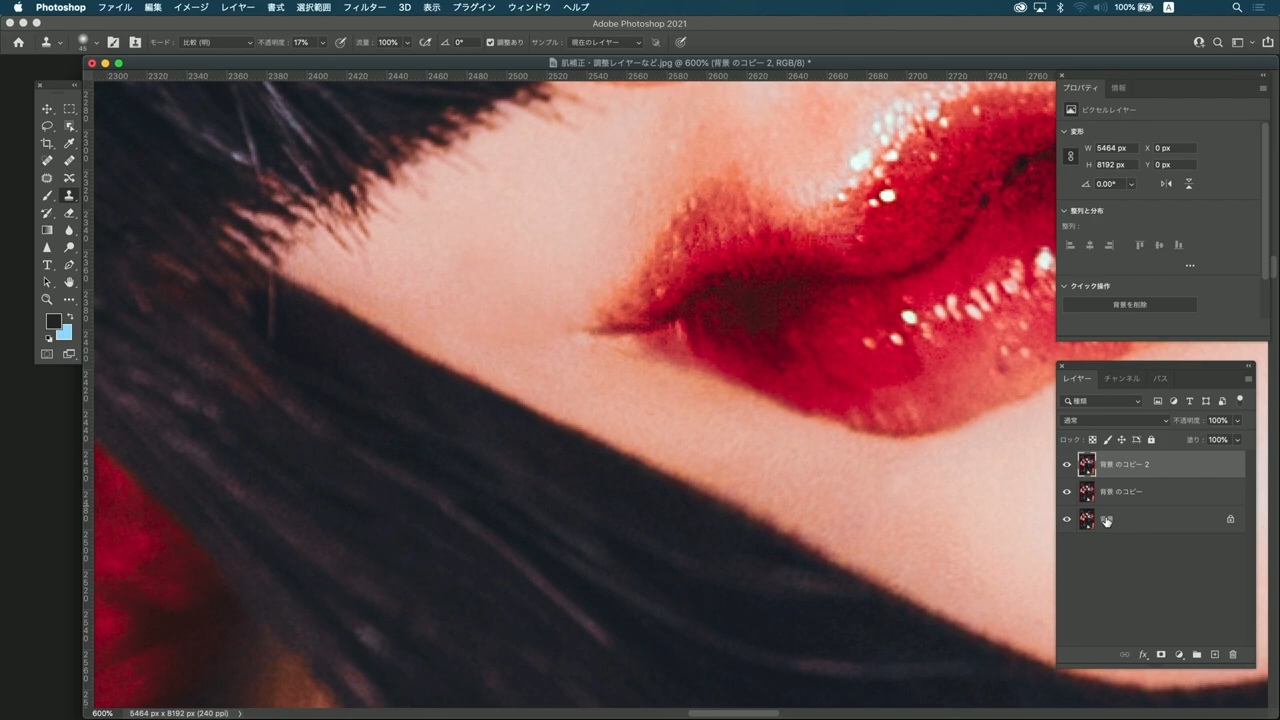 Photoshop ファイル 編集 イメージ レイヤー 書式 選択範囲 フィルター 3D 表示 プラグイン ウィンドウ ヘルプ 100% A
Adobe Photoshop 2021
45 モード： 比較 (明) 不透明度： 17% 流量： 100% 0° 調整あり サンプル： 現在のレイヤー
肌補正・調整レイヤーなど.jpg @ 600% (背景 のコピー 2, RGB/8) *
2300 2320 2340 2360 2380 2400 2420 2440 2460 2480 2500 2520 2540 2560 2580 2600 2620 2640 2660 2680 2700 2720 2740 2760
プロパティ 情報
ピクセルレイヤー
変形
W 5464 px X 0 px
H 8192 px Y 0 px
0.00°
整列と分布
整列：
クイック操作
背景を削除
レイヤー チャンネル パス
種類
通常 不透明度： 100%
ロック： 塗り： 100%
背景 のコピー 2
背景 のコピー
600% 5464 px x 8192 px (240 ppi)